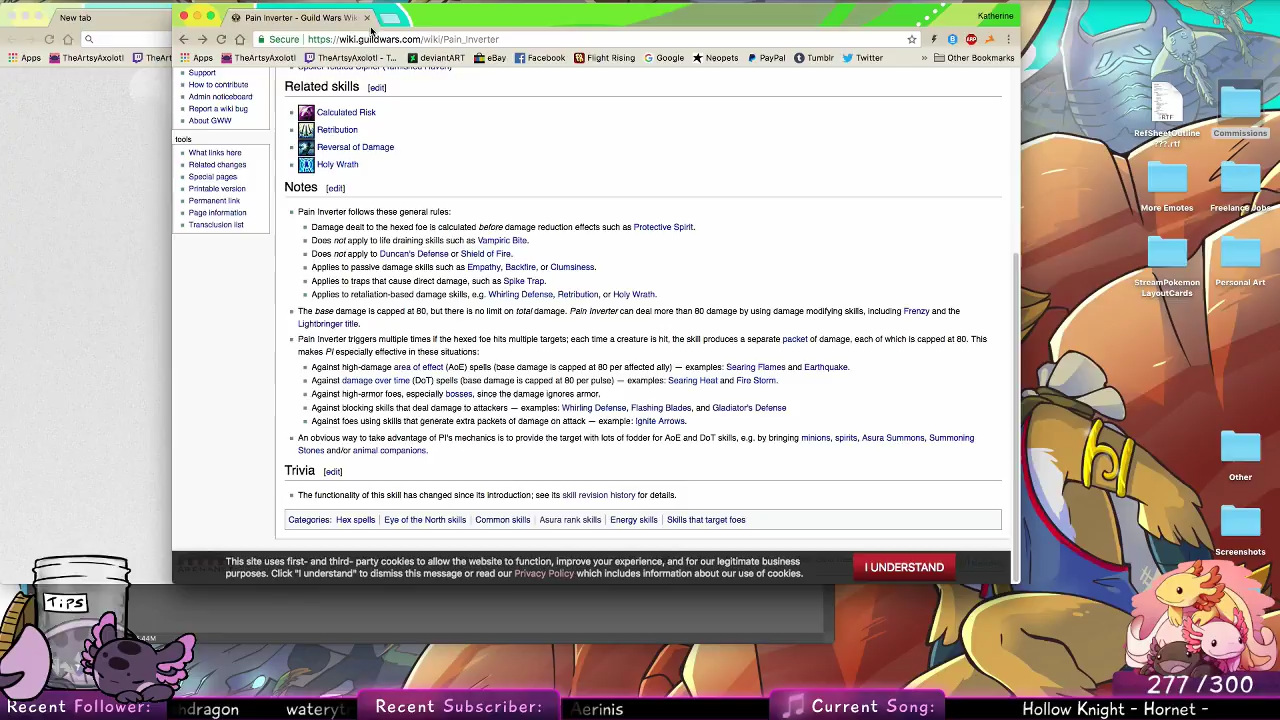 New tab
Pain Inverter - Guild Wars Wiki
Katherine
Secure https://wiki.guildwars.com/wiki/Pain_Inverter
Apps TheArtsyAxolotl
Apps TheArtsyAxolotl TheArtsyAxolotl - T... deviantART eBay Facebook Flight Rising Google Neopets PayPal Tumblr Twitter » Other Bookmarks
Support
How to contribute
Admin noticeboard
Report a wiki bug
About GWW
tools
What links here
Related changes
Special pages
Printable version
Permanent link
Page information
Transclusion list
Related skills [edit]
Calculated Risk
Retribution
Reversal of Damage
Holy Wrath
Notes [edit]
Pain Inverter follows these general rules:
Damage dealt to the hexed foe is calculated before damage reduction effects such as Protective Spirit.
Does not apply to life draining skills such as Vampiric Bite.
Does not apply to Duncan's Defense or Shield of Fire.
Applies to passive damage skills such as Empathy, Backfire, or Clumsiness.
Applies to traps that cause direct damage, such as Spike Trap.
Applies to retaliation-based damage skills, e.g. Whirling Defense, Retribution, or Holy Wrath.
The base damage is capped at 80, but there is no limit on total damage. Pain Inverter can deal more than 80 damage by using damage modifying skills, including Frenzy and the
Lightbringer title.
Pain Inverter triggers multiple times if the hexed foe hits multiple targets; each time a creature is hit, the skill produces a separate packet of damage, each of which is capped at 80. This
makes PI especially effective in these situations:
Against high-damage area of effect (AoE) spells (base damage is capped at 80 per affected ally) — examples: Searing Flames and Earthquake.
Against damage over time (DoT) spells (base damage is capped at 80 per pulse) — examples: Searing Heat and Fire Storm.
Against high-armor foes, especially bosses, since the damage ignores armor.
Against blocking skills that deal damage to attackers — examples: Whirling Defense, Flashing Blades, and Gladiator's Defense
Against foes using skills that generate extra packets of damage on attack — example: Ignite Arrows.
An obvious way to take advantage of PI's mechanics is to provide the target with lots of fodder for AoE and DoT skills, e.g. by bringing minions, spirits, Asura Summons, Summoning
Stones and/or animal companions.
Trivia [edit]
The functionality of this skill has changed since its introduction; see its skill revision history for details.
Categories: Hex spells | Eye of the North skills | Common skills | Asura rank skills | Energy skills | Skills that target foes
This site uses first- and third- party cookies to allow the website to function, improve your experience, and for our legitimate business
purposes. Click "I understand" to dismiss this message or read our Privacy Policy which includes information about our use of cookies.
I UNDERSTAND
RTF
RefSheetOutline
???.rtf
Commissions
More Emotes
Freelance Jobs
StreamPokemon
LayoutCards
Personal Art
Other
Screenshots
TIPS
277/300
Recent Follower: Recent Subscriber: Aerinis Current Song: Hollow Knight - Hornet -